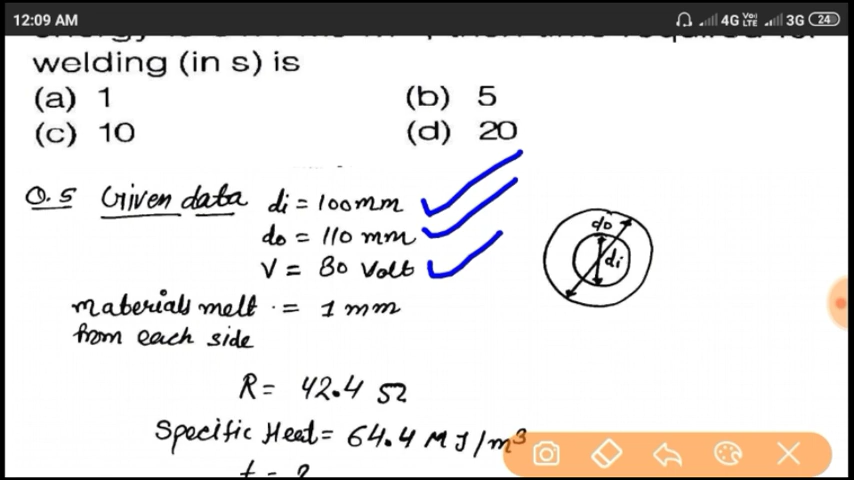 12:09 AM 4G VoLTE 3G 24
welding (in s) is
(a) 1 (b) 5
(c) 10 (d) 20
Q.5 Given data di = 100mm
do = 110 mm
V = 80 Volt
materials melt = 1 mm
from each side
R = 42.4 Ω
Specific Heat = 64.4 MJ/m³
t = ?
do
di